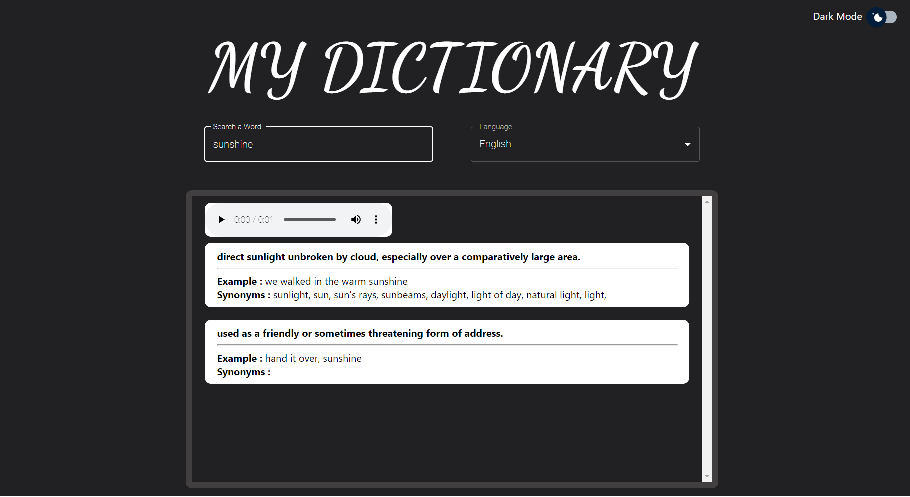 Dark Mode
MY DICTIONARY
Search a Word
Language
sunshine
English
0:00 / 0:01
direct sunlight unbroken by cloud, especially over a comparatively large area.
Example : we walked in the warm sunshine
Synonyms : sunlight, sun, sun's rays, sunbeams, daylight, light of day, natural light, light,
used as a friendly or sometimes threatening form of address.
Example : hand it over, sunshine
Synonyms :